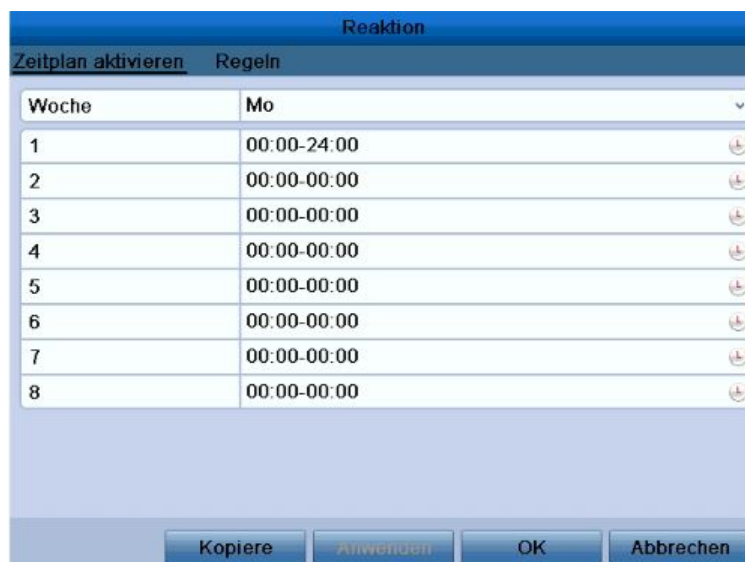 Reaktion
Zeitplan aktivieren Regeln
Woche Mo
1 00:00-24:00
2 00:00-00:00
3 00:00-00:00
4 00:00-00:00
5 00:00-00:00
6 00:00-00:00
7 00:00-00:00
8 00:00-00:00
Kopiere Anwenden OK Abbrechen